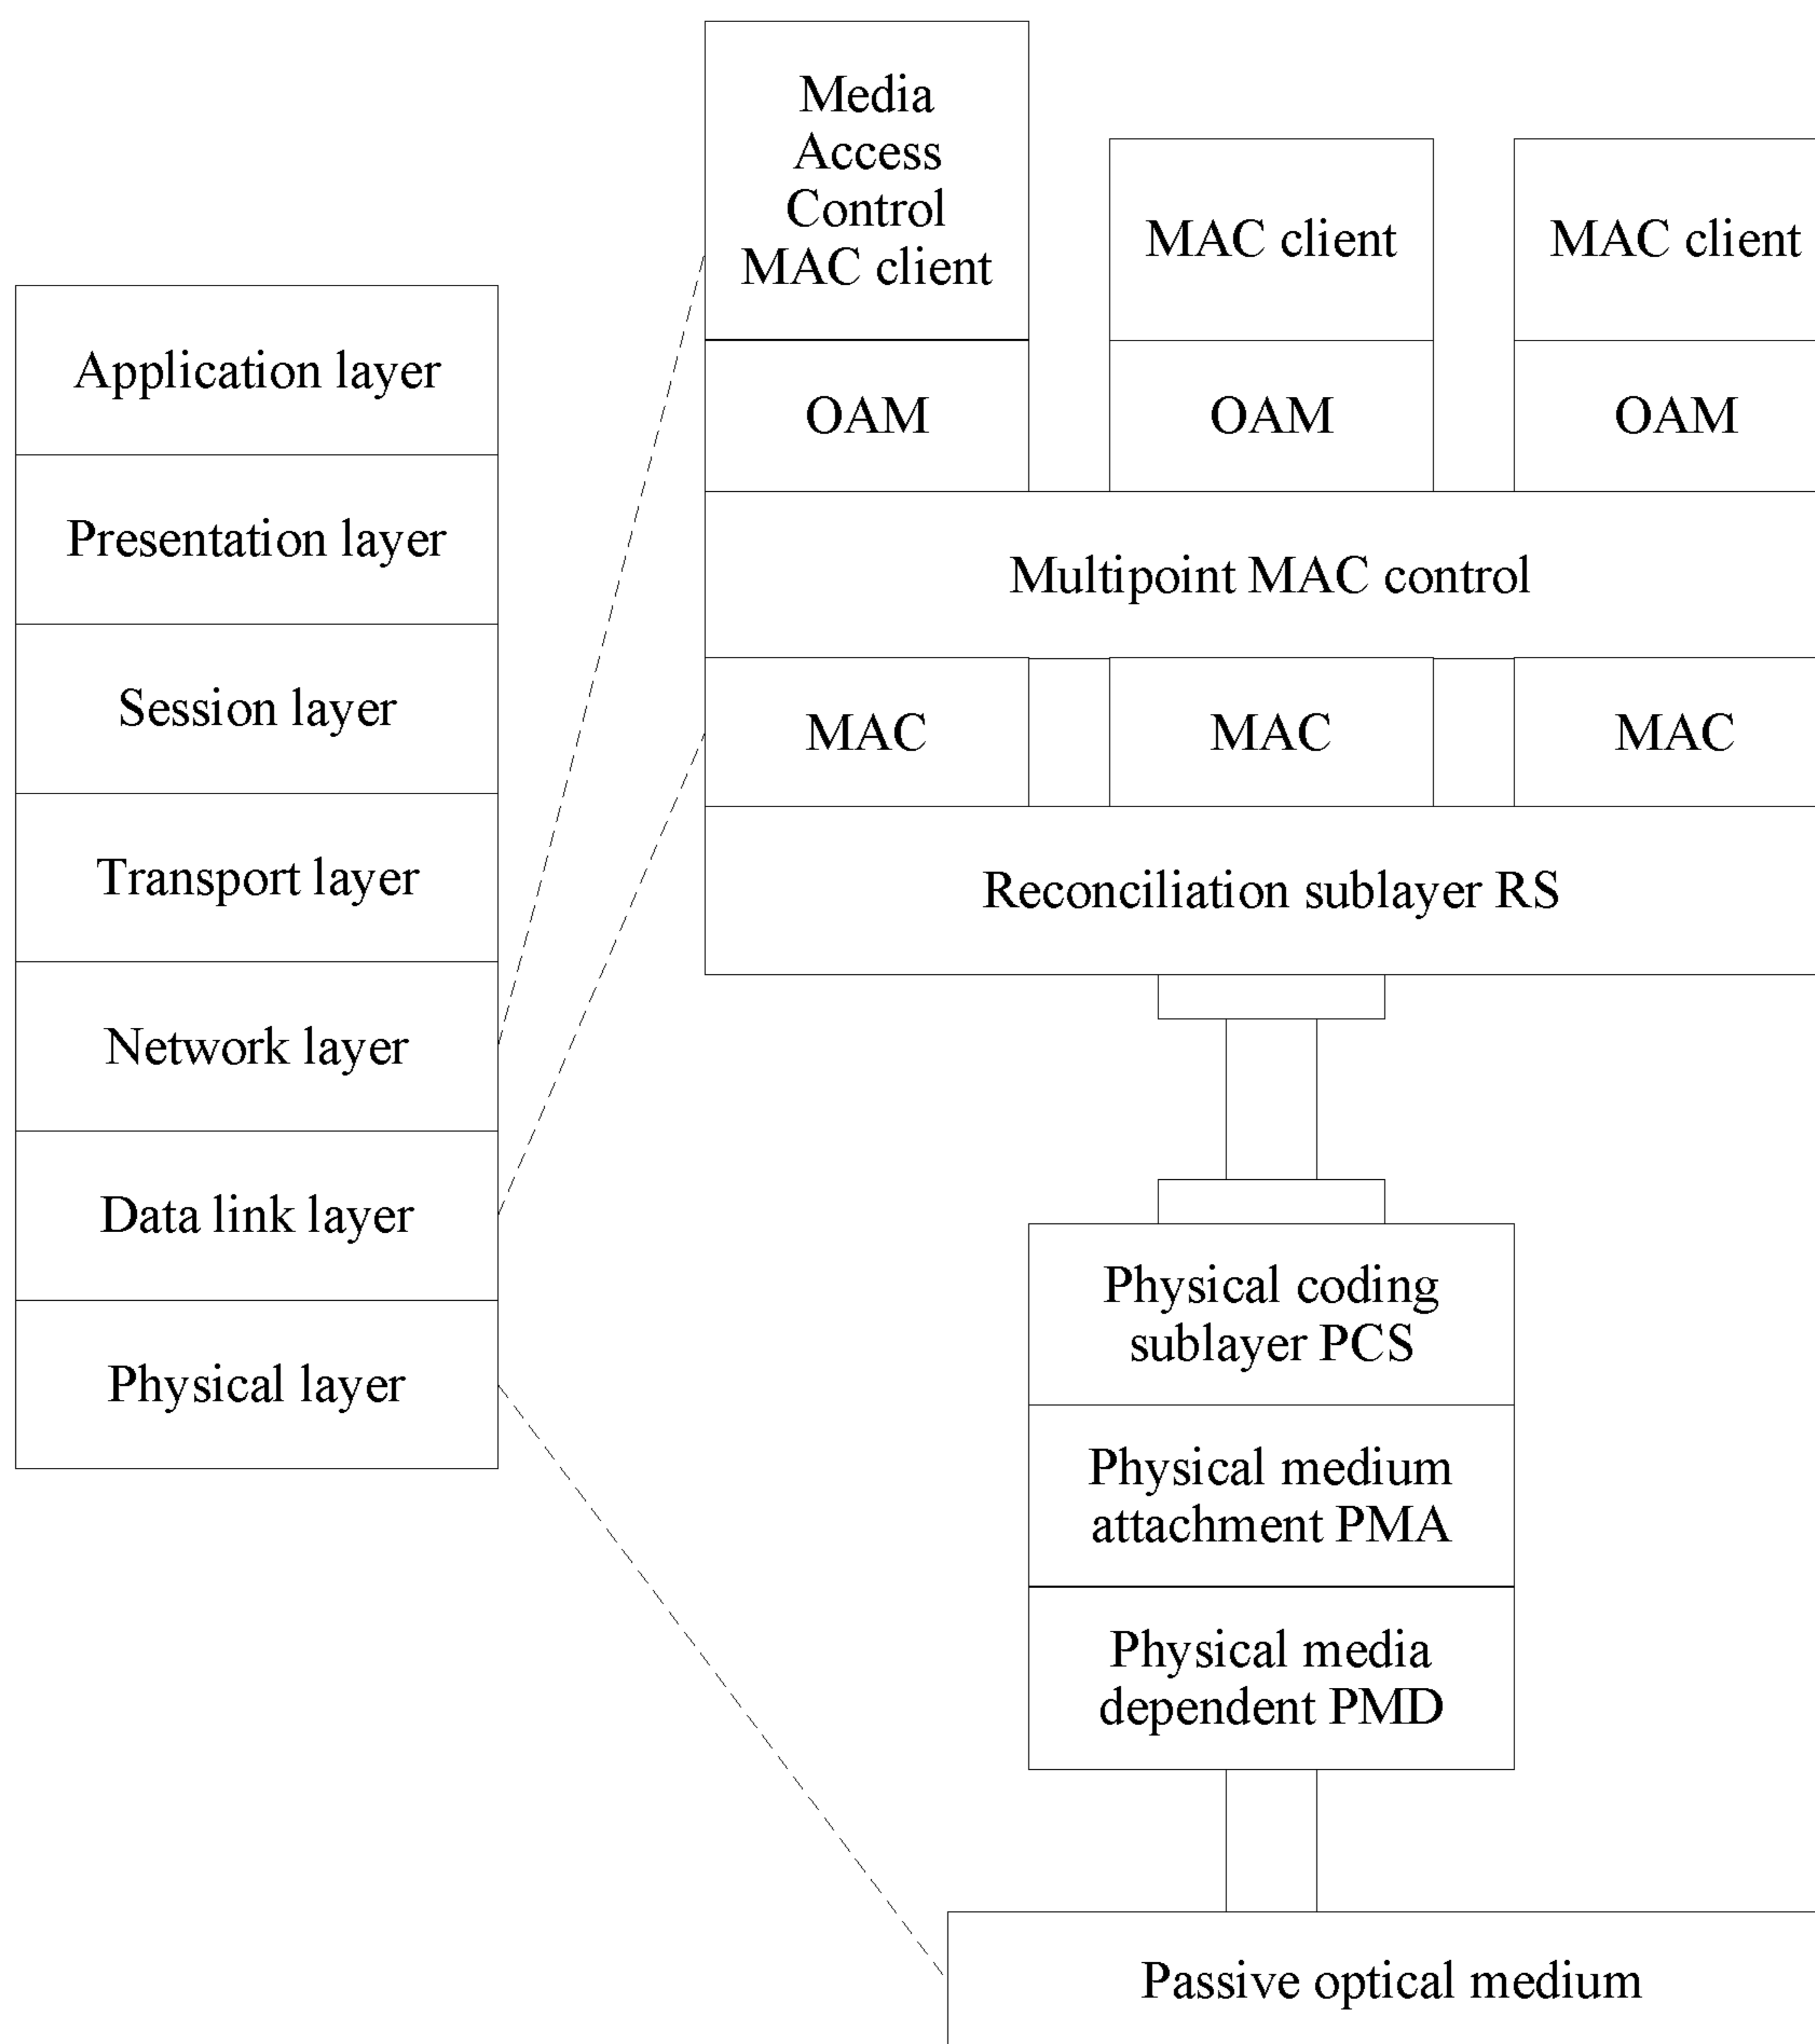 Application layer
Presentation layer
Session layer
Transport layer
Network layer
Data link layer
Physical layer
Media
Access
Control
MAC client
MAC client
MAC client
OAM
OAM
OAM
Multipoint MAC control
MAC
MAC
MAC
Reconciliation sublayer RS
Physical coding
sublayer PCS
Physical medium
attachment PMA
Physical media
dependent PMD
Passive optical medium